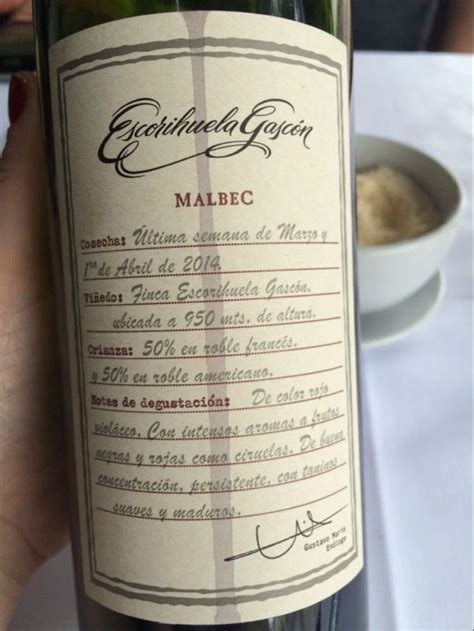 Escorihuela Gascón
MALBEC
Cosecha: Última semana de Marzo y
1ra de Abril de 2014.
Viñedo: Finca Escorihuela Gascón,
ubicada a 950 mts. de altura.
Crianza: 50% en roble francés,
y 50% en roble americano.
Notas de degustación: De color rojo
violáceo. Con intensos aromas a frutos
negras y rojas como ciruelas. De buena
concentración, persistente, con taninos
suaves y maduros.
Gustavo Marín
Enólogo